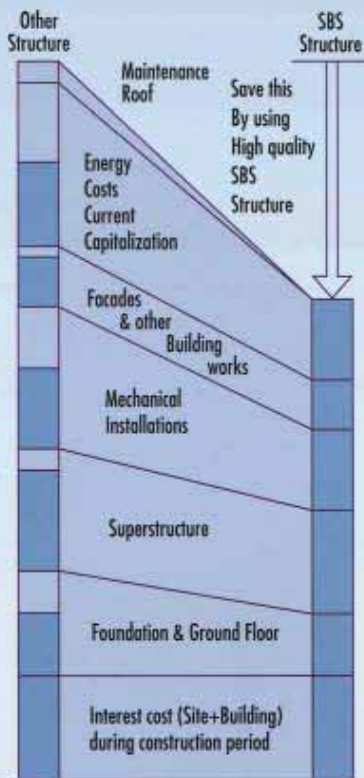 Other
Structure
SBS
Structure
Maintenance
Roof
Save this
By using
High quality
SBS
Structure
Energy
Costs
Current
Capitalization
Facades
& other
Building
works
Mechanical
Installations
Superstructure
Foundation & Ground Floor
Interest cost (Site+Building)
during construction period